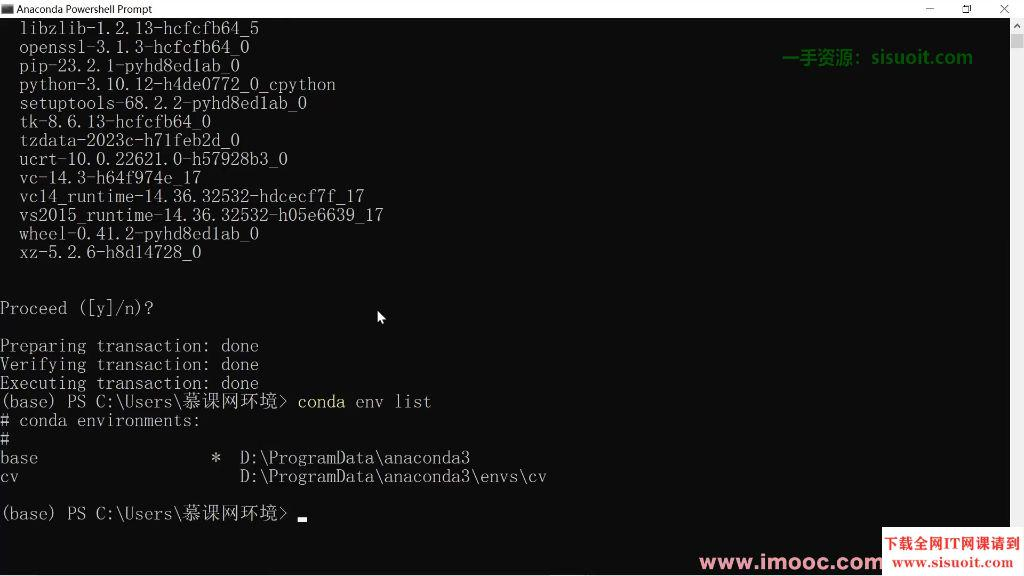 Anaconda Powershell Prompt
libzlib-1.2.13-hcfcfb64_5
openssl-3.1.3-hcfcfb64_0
pip-23.2.1-pyhd8ed1ab_0
python-3.10.12-h4de0772_0_cpython
setuptools-68.2.2-pyhd8ed1ab_0
tk-8.6.13-hcfcfb64_0
tzdata-2023c-h71feb2d_0
ucrt-10.0.22621.0-h57928b3_0
vc-14.3-h64f974e_17
vc14_runtime-14.36.32532-hdcecf7f_17
vs2015_runtime-14.36.32532-h05e6639_17
wheel-0.41.2-pyhd8ed1ab_0
xz-5.2.6-h8d14728_0
一手资源：sisuoit.com
Proceed ([y]/n)?
Preparing transaction: done
Verifying transaction: done
Executing transaction: done
(base) PS C:\Users\慕课网环境> conda env list
# conda environments:
#
base * D:\ProgramData\anaconda3
cv D:\ProgramData\anaconda3\envs\cv
(base) PS C:\Users\慕课网环境>
www.imooc.com
下载全网IT网课请到
www.sisuoit.com